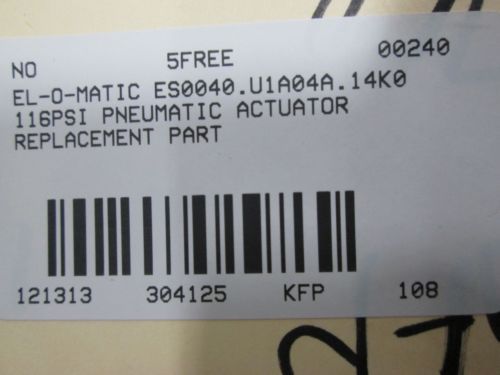 NO 5FREE 00240
EL-O-MATIC ES0040.U1A04A.14K0
116PSI PNEUMATIC ACTUATOR
REPLACEMENT PART
121313 304125 KFP 108